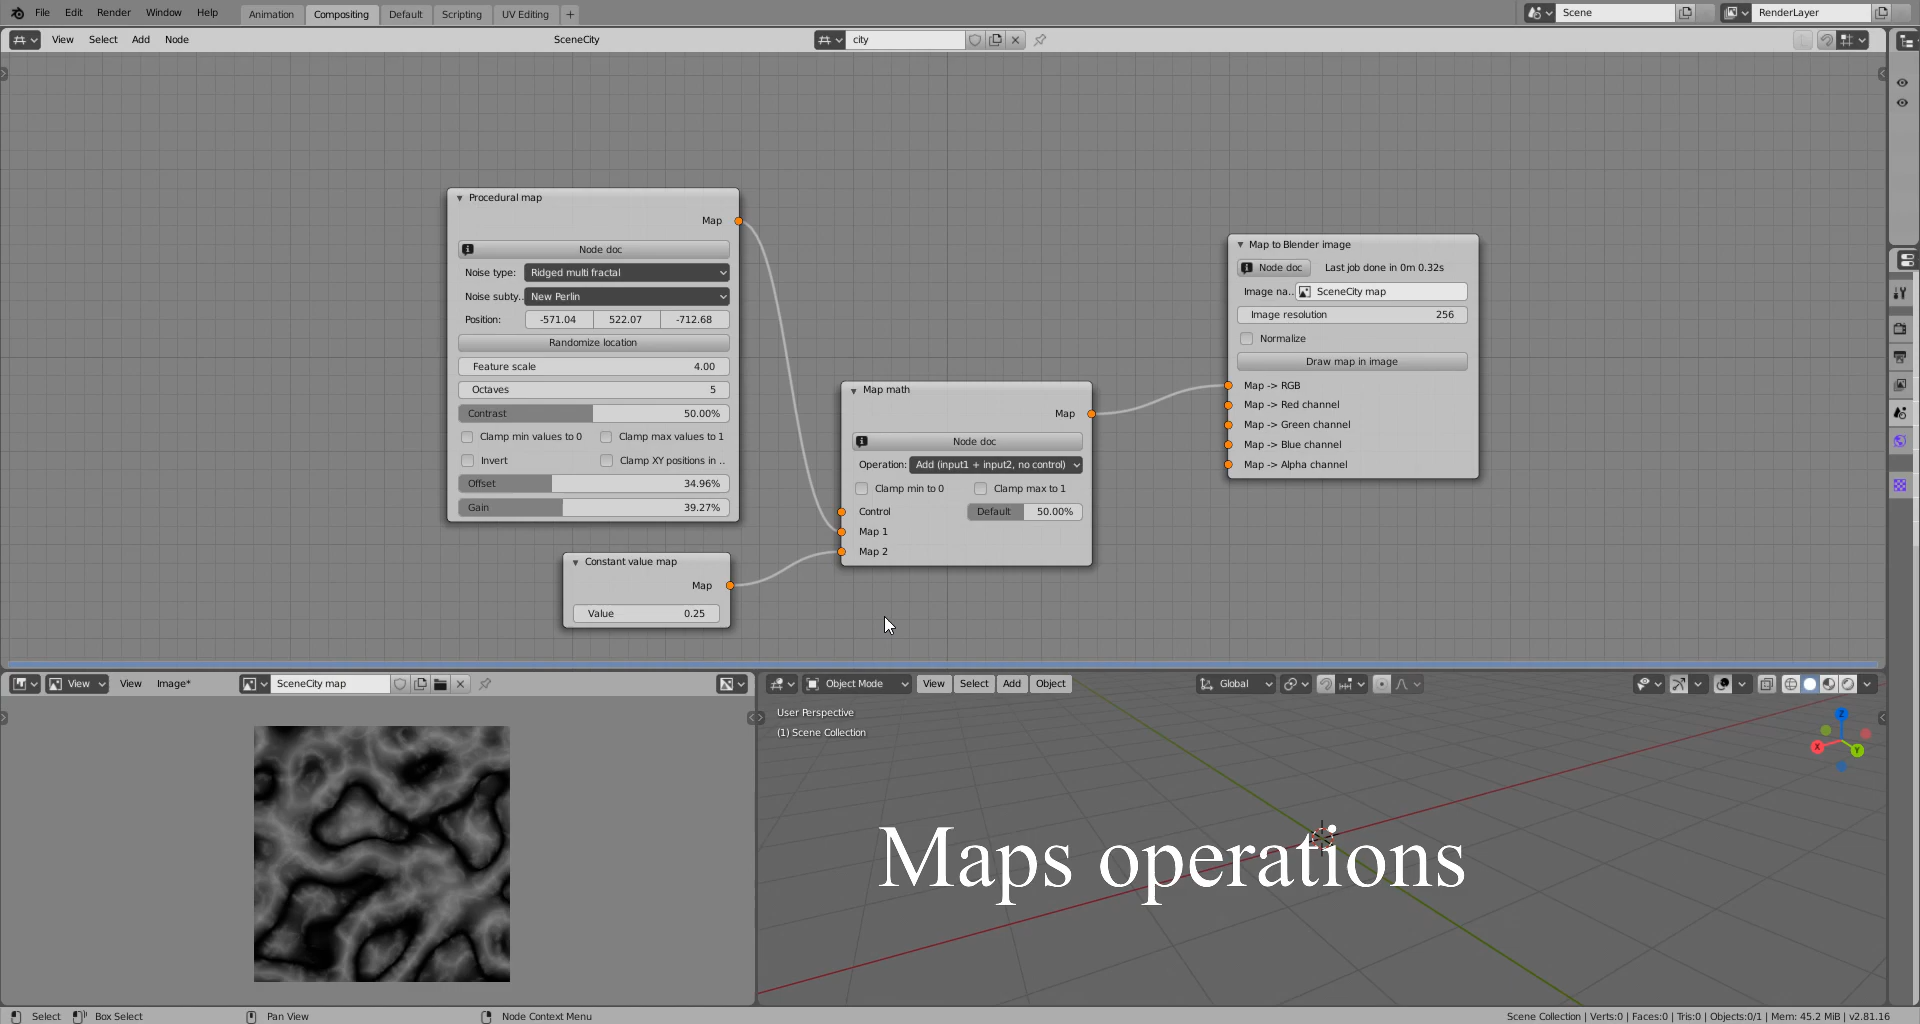 File Edit Render Window Help Animation Compositing Default Scripting UV Editing + Scene RenderLayer
View Select Add Node SceneCity city
Procedural map
Map
Node doc
Noise type: Ridged multi fractal
Noise subty.. New Perlin
Position: -571.04 522.07 -712.68
Randomize location
Feature scale 4.00
Octaves 5
Contrast 50.00%
Clamp min values to 0 Clamp max values to 1
Invert Clamp XY positions in ..
Offset 34.96%
Gain 39.27%
Constant value map
Map
Value 0.25
Map math
Map
Node doc
Operation: Add (input1 + input2, no control)
Clamp min to 0 Clamp max to 1
Control Default 50.00%
Map 1
Map 2
Map to Blender image
Node doc Last job done in 0m 0.32s
Image na.. SceneCity map
Image resolution 256
Normalize
Draw map in image
Map -> RGB
Map -> Red channel
Map -> Green channel
Map -> Blue channel
Map -> Alpha channel
View View Image* SceneCity map
Object Mode View Select Add Object Global
User Perspective
(1) Scene Collection
Z
X Y
Maps operations
Select Box Select Pan View Node Context Menu Scene Collection | Verts:0 | Faces:0 | Tris:0 | Objects:0/1 | Mem: 45.2 MiB | v2.81.16